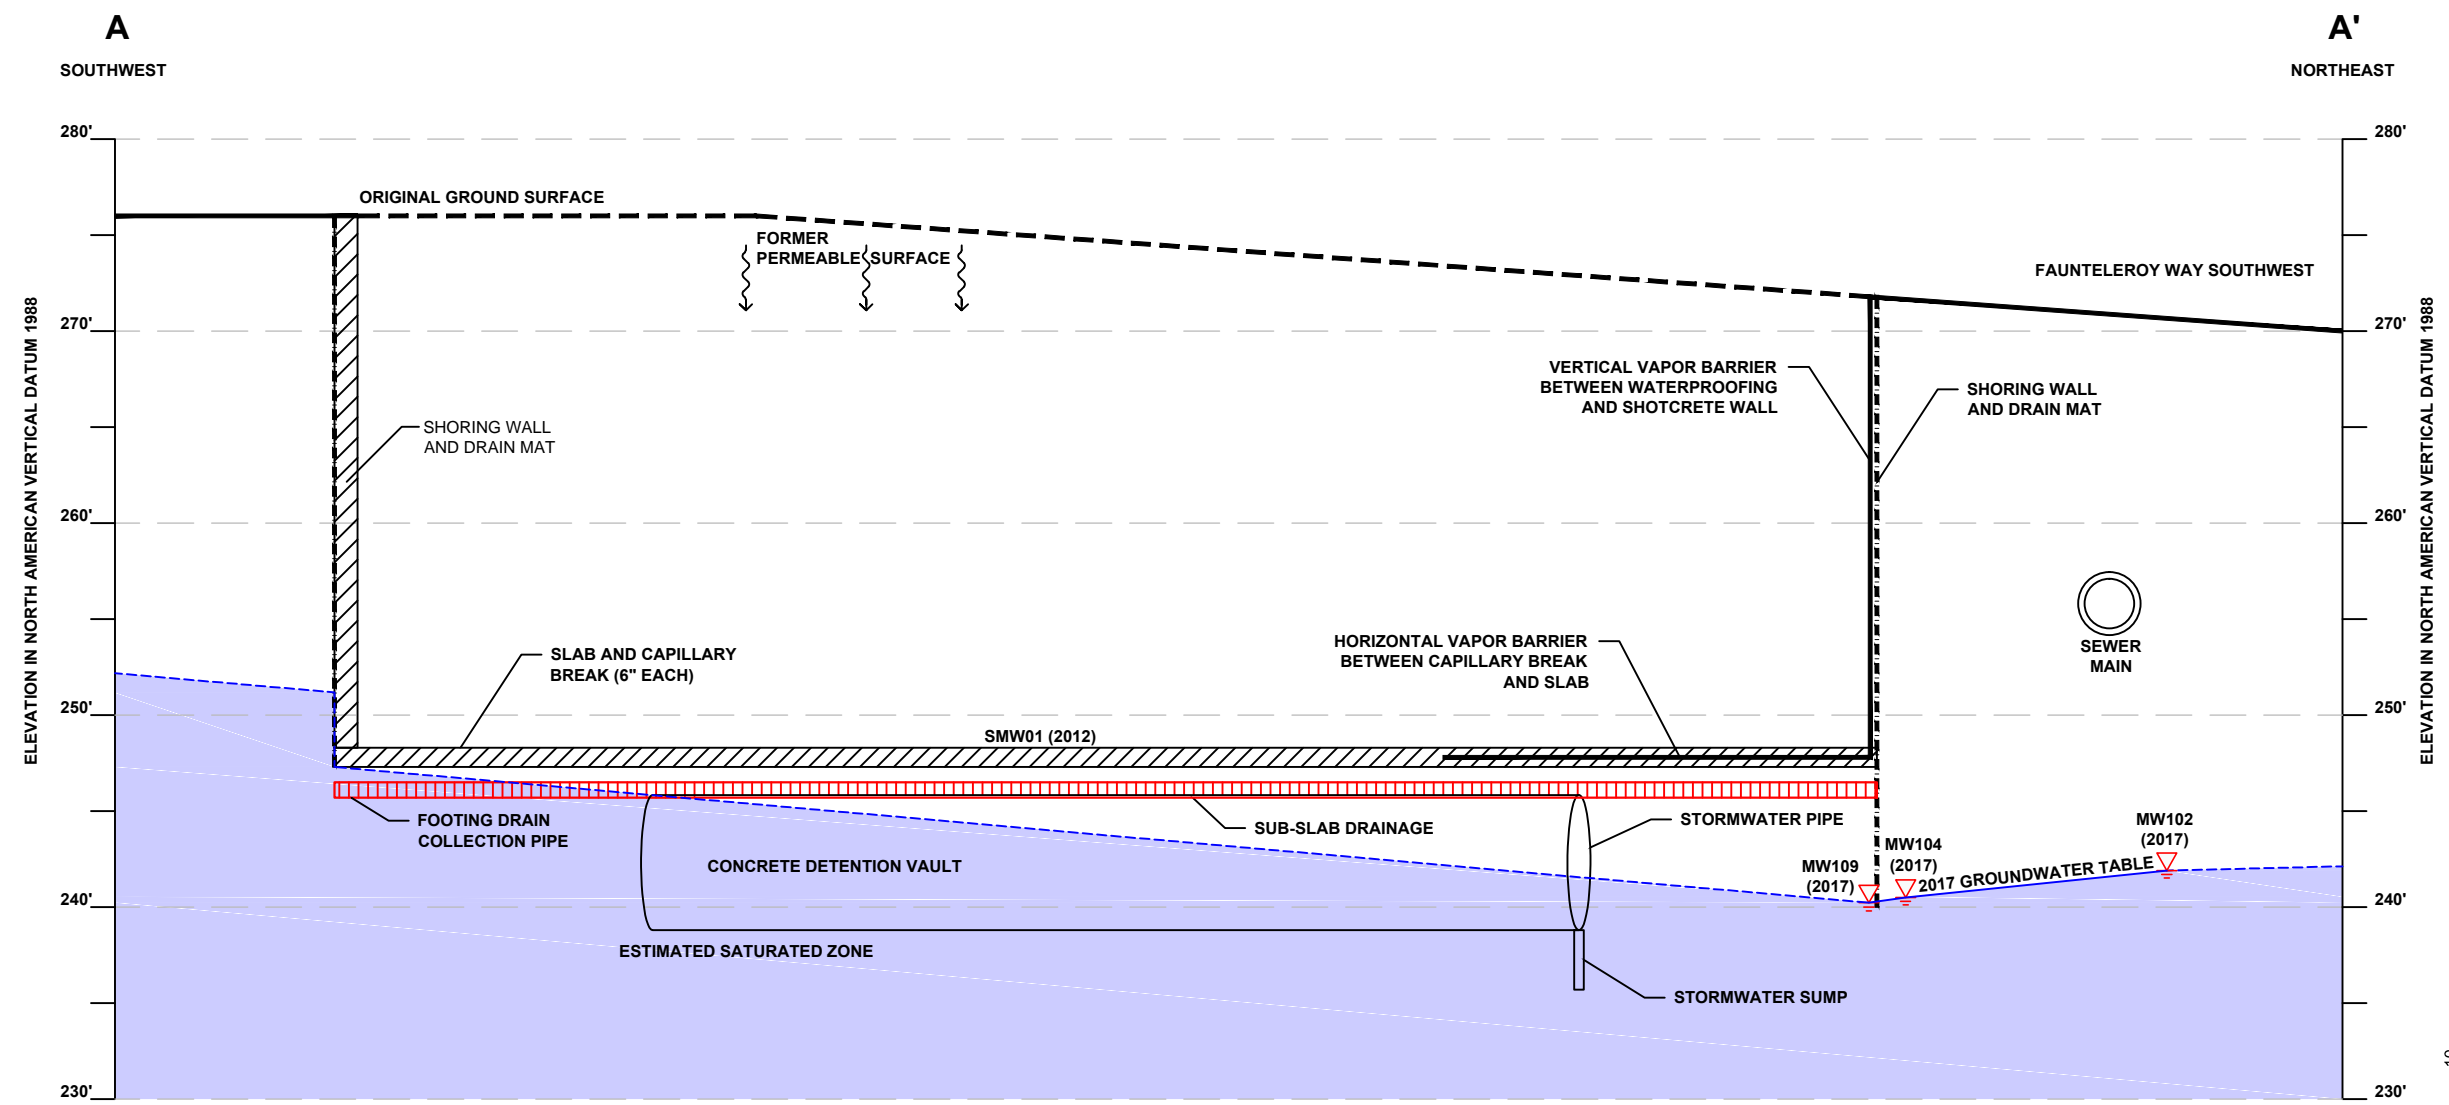 A
A'
SOUTHWEST
NORTHEAST
280'
280'
ORIGINAL GROUND SURFACE
FORMER
PERMEABLE SURFACE
FAUNTELEROY WAY SOUTHWEST
270'
270'
ELEVATION IN NORTH AMERICAN VERTICAL DATUM 1988
ELEVATION IN NORTH AMERICAN VERTICAL DATUM 1988
VERTICAL VAPOR BARRIER
BETWEEN WATERPROOFING
AND SHOTCRETE WALL
SHORING WALL
AND DRAIN MAT
SHORING WALL
AND DRAIN MAT
260'
260'
SEWER
MAIN
SLAB AND CAPILLARY
BREAK (6" EACH)
HORIZONTAL VAPOR BARRIER
BETWEEN CAPILLARY BREAK
AND SLAB
250'
250'
SMW01 (2012)
FOOTING DRAIN
COLLECTION PIPE
SUB-SLAB DRAINAGE
STORMWATER PIPE
MW102
(2017)
MW104
(2017)
MW109
(2017)
2017 GROUNDWATER TABLE
CONCRETE DETENTION VAULT
240'
240'
ESTIMATED SATURATED ZONE
STORMWATER SUMP
230'
230'